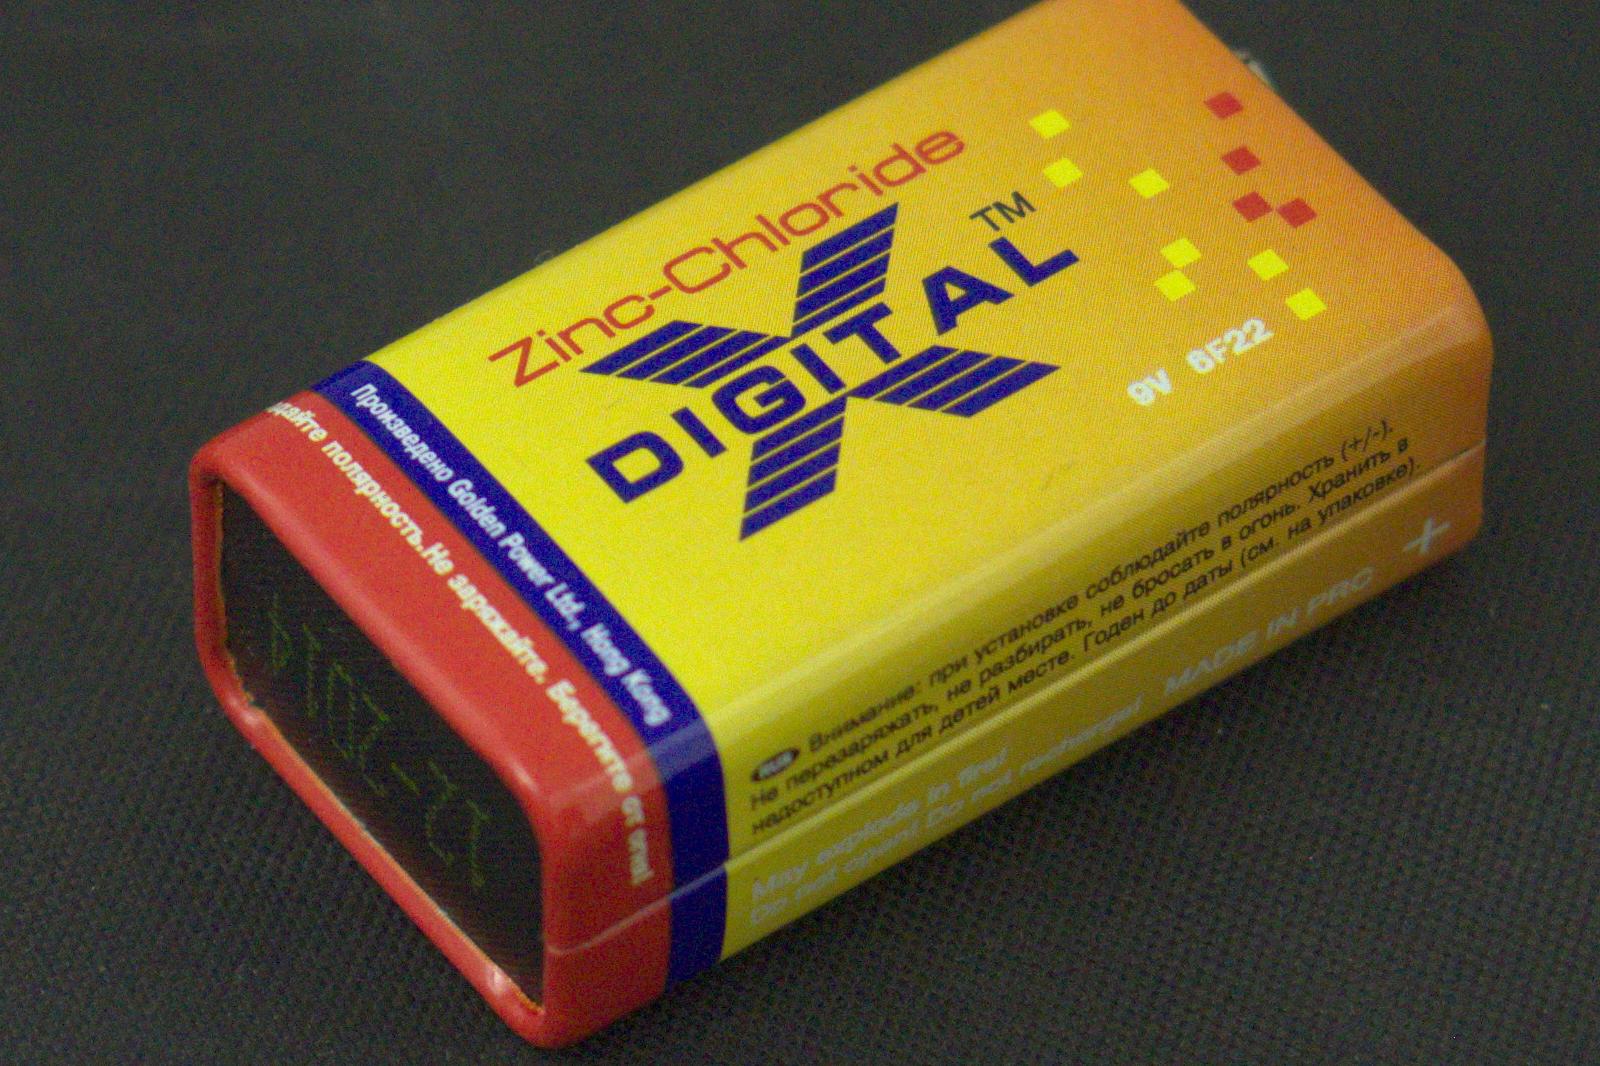 Zinc-Chloride
TM
DIGITAL
9V 6F22
Произведено Golden Power Ltd., Hong Kong
дайте полярность.Не заряжайте. Берегите от огня!
RUS Внимание: при установке соблюдайте полярность (+/-).
Не перезаряжать, не разбирать, не бросать в огонь. Хранить в
недоступном для детей месте. Годен до даты (см. на упаковке).
May explode in fire!
Do not open! Do not recharge! MADE IN PRC +